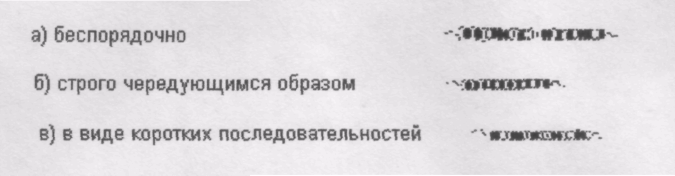 а) беспорядочно
б) строго чередующимся образом
в) в виде коротких последовательностей